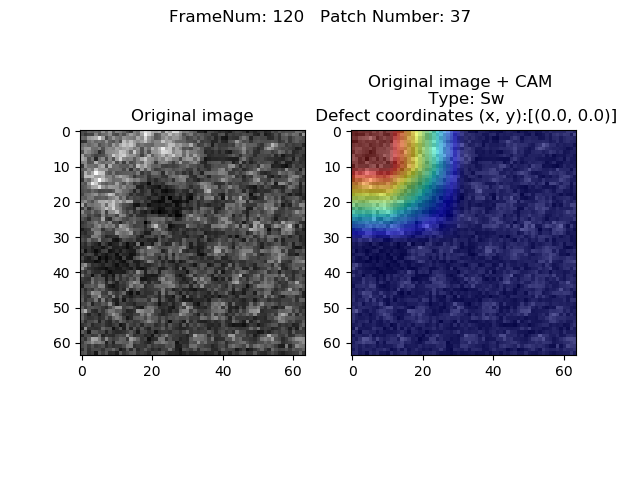 FrameNum: 120   Patch Number: 37
Original image
Original image + CAM
Type: Sw
Defect coordinates (x, y):[(0.0, 0.0)]
0
10
20
30
40
50
60
0 20 40 60
0
10
20
30
40
50
60
0 20 40 60